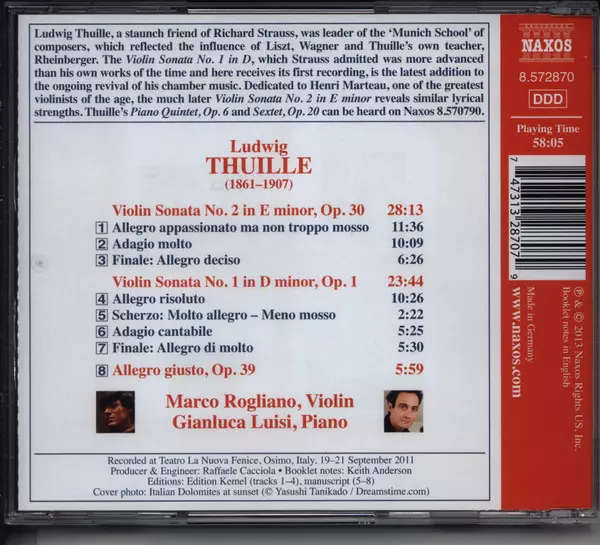 Ludwig Thuille, a staunch friend of Richard Strauss, was leader of the ‘Munich School’ of
composers, which reflected the influence of Liszt, Wagner and Thuille’s own teacher,
Rheinberger. The Violin Sonata No. 1 in D, which Strauss admitted was more advanced
than his own works of the time and here receives its first recording, is the latest addition to
the ongoing revival of his chamber music. Dedicated to Henri Marteau, one of the greatest
violinists of the age, the much later Violin Sonata No. 2 in E minor reveals similar lyrical
strengths. Thuille’s Piano Quintet, Op. 6 and Sextet, Op. 20 can be heard on Naxos 8.570790.
Ludwig
THUILLE
(1861–1907)
Violin Sonata No. 2 in E minor, Op. 30 28:13
1 Allegro appassionato ma non troppo mosso 11:36
2 Adagio molto 10:09
3 Finale: Allegro deciso 6:26
Violin Sonata No. 1 in D minor, Op. 1 23:44
4 Allegro risoluto 10:26
5 Scherzo: Molto allegro – Meno mosso 2:22
6 Adagio cantabile 5:25
7 Finale: Allegro di molto 5:30
8 Allegro giusto, Op. 39 5:59
Marco Rogliano, Violin
Gianluca Luisi, Piano
Recorded at Teatro La Nuova Fenice, Osimo, Italy, 19–21 September 2011
Producer & Engineer: Raffaele Cacciola • Booklet notes: Keith Anderson
Editions: Edition Kemel (tracks 1–4), manuscript (5–8)
Cover photo: Italian Dolomites at sunset (© Yasushi Tanikado / Dreamstime.com)
NAXOS
8.572870
DDD
Playing Time
58:05
7 47313 28707 9
℗ & © 2013 Naxos Rights US, Inc.
Booklet notes in English
Made in Germany
www.naxos.com